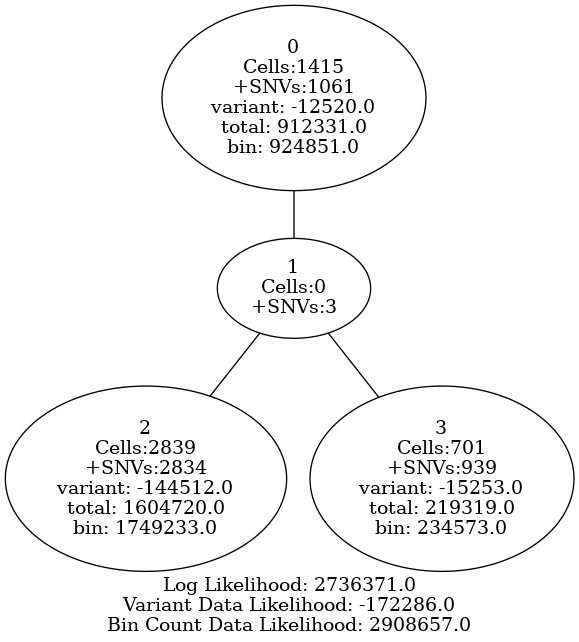 0
Cells:1415
+SNVs:1061
variant: -12520.0
total: 912331.0
bin: 924851.0
1
Cells:0
+SNVs:3
2
Cells:2839
+SNVs:2834
variant: -144512.0
total: 1604720.0
bin: 1749233.0
3
Cells:701
+SNVs:939
variant: -15253.0
total: 219319.0
bin: 234573.0
Log Likelihood: 2736371.0
Variant Data Likelihood: -172286.0
Bin Count Data Likelihood: 2908657.0